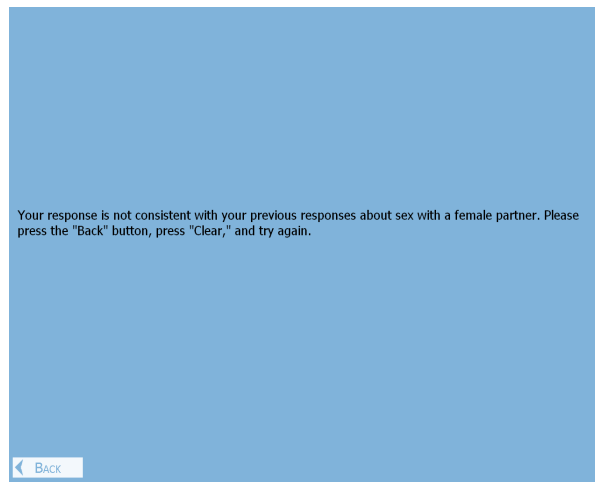 Your response is not consistent with your previous responses about sex with a female partner. Please
press the "Back" button, press "Clear," and try again.
Back